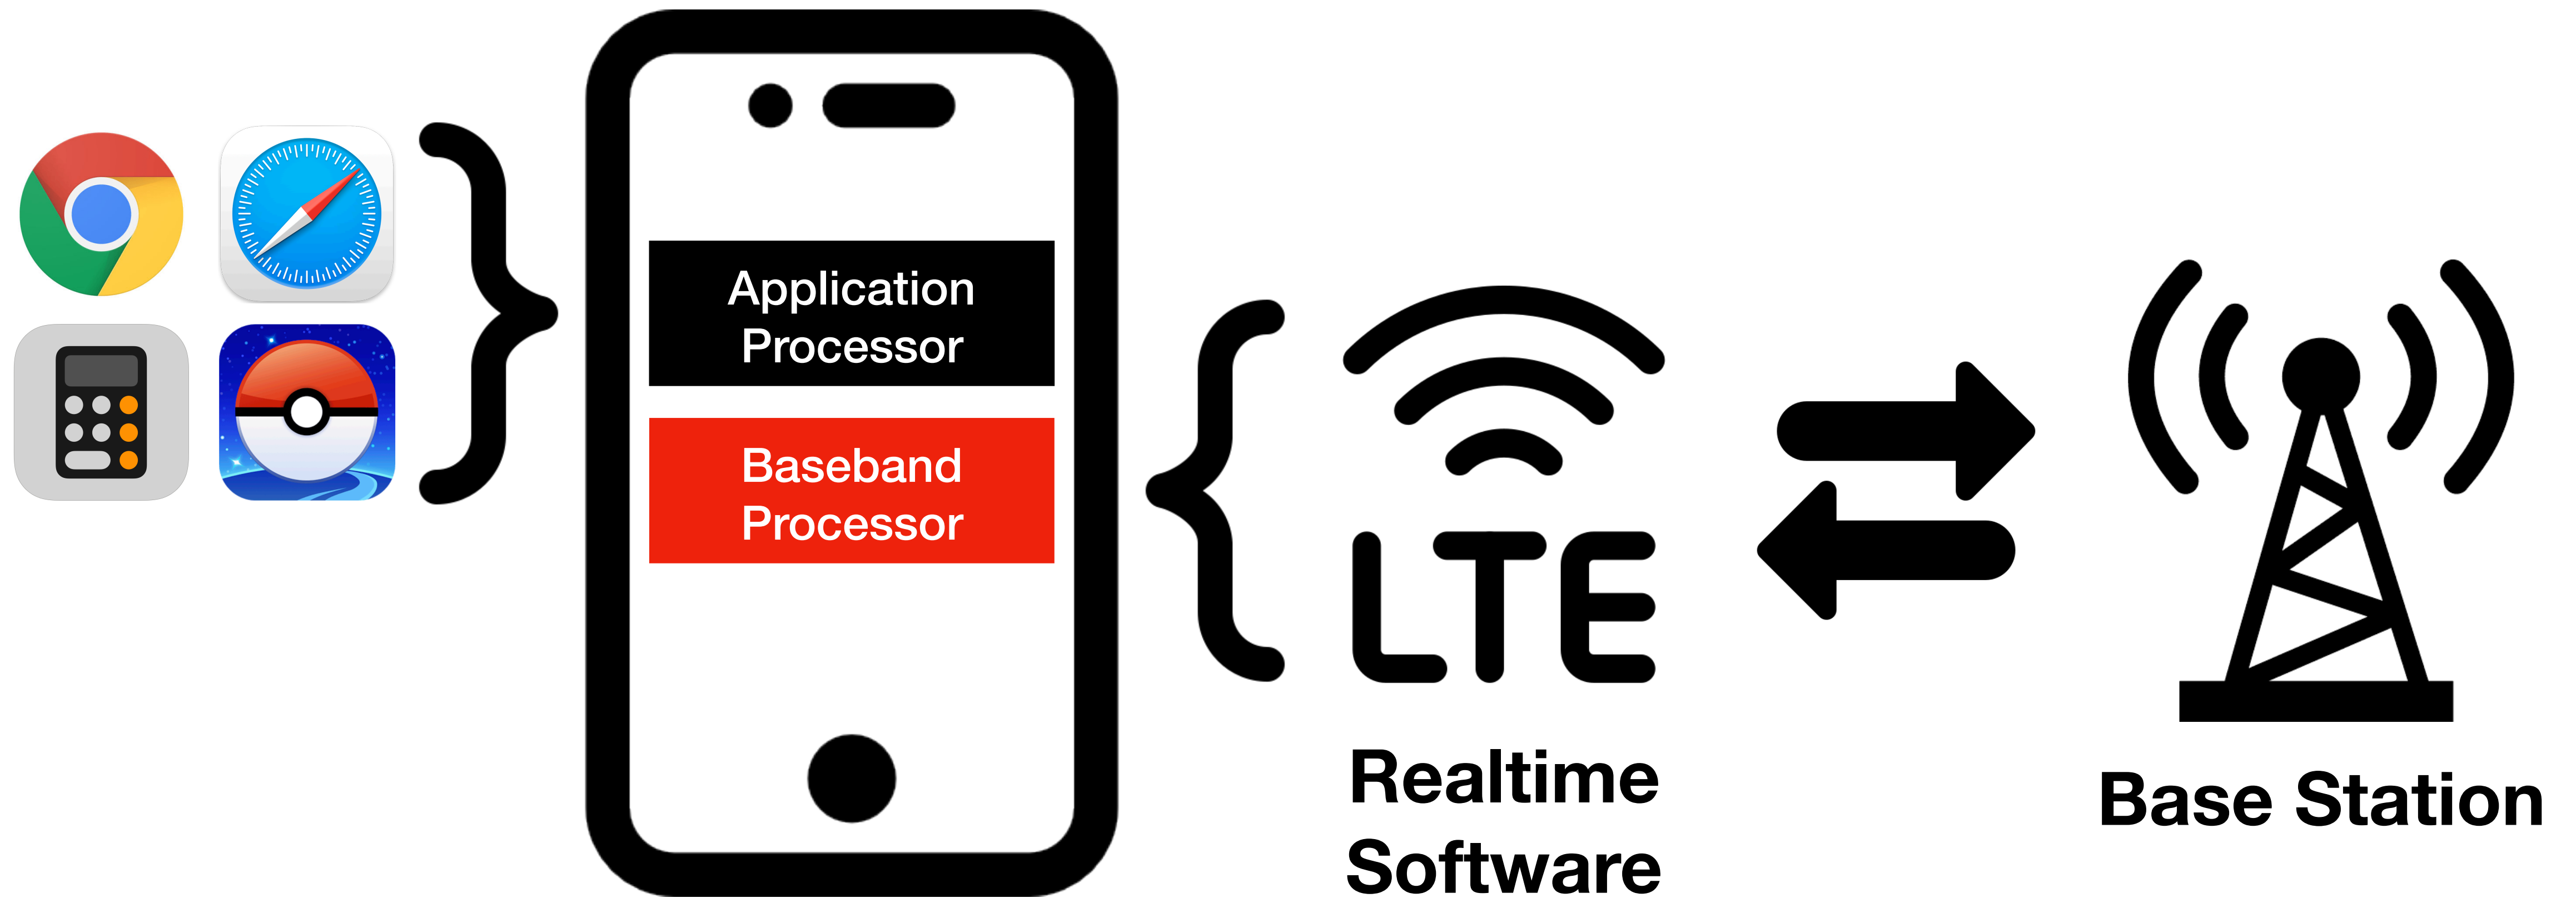 Application
Processor
Baseband
Processor
LTE
Realtime
Software
Base Station